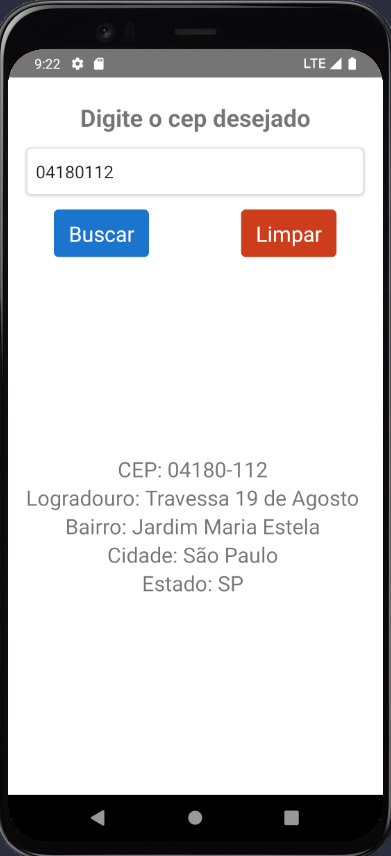 9:22 LTE
Digite o cep desejado
04180112
Buscar Limpar
CEP: 04180-112
Logradouro: Travessa 19 de Agosto
Bairro: Jardim Maria Estela
Cidade: São Paulo
Estado: SP